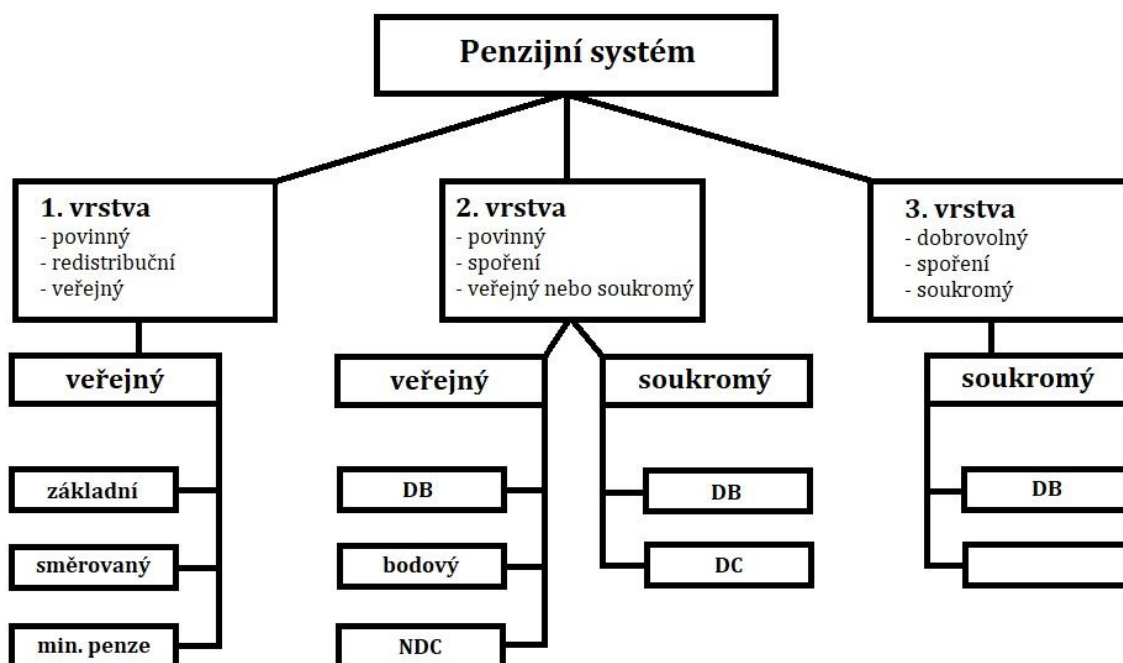 Penzijní systém
1. vrstva
- povinný
- redistribuční
- veřejný
2. vrstva
- povinný
- spoření
- veřejný nebo soukromý
3. vrstva
- dobrovolný
- spoření
- soukromý
veřejný
základní
směrovaný
min. penze
veřejný
DB
bodový
NDC
soukromý
DB
DC
soukromý
DB